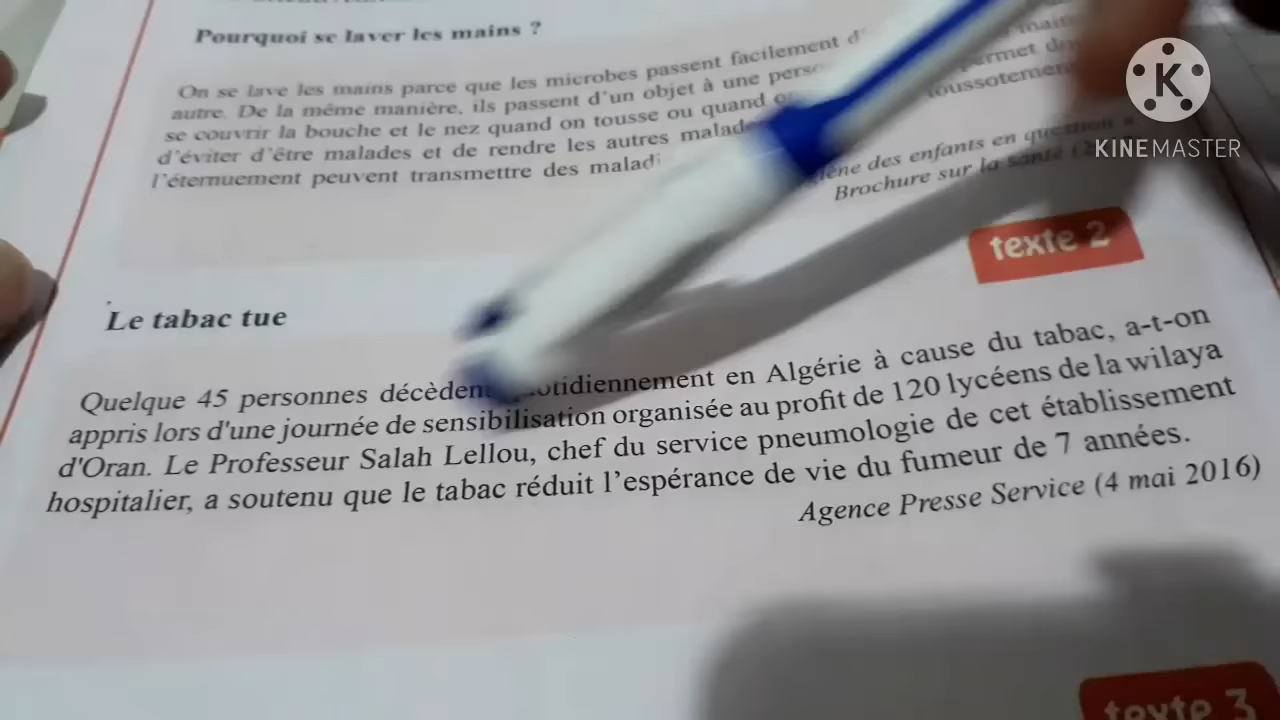 Pourquoi se laver les mains ?
On se lave les mains parce que les microbes passent facilement
autre. De la même manière, ils passent d'un objet à une
se couvrir la bouche et le nez quand on tousse ou quand
d'éviter d'être malades et de rendre les autres
l'éternuement peuvent transmettre des
des enfants en question
Brochure sur la santé
texte 2
Le tabac tue
Quelque 45 personnes décèdent quotidiennement en Algérie à cause du tabac, a-t-on
appris lors d'une journée de sensibilisation organisée au profit de 120 lycéens de la wilaya
d'Oran. Le Professeur Salah Lellou, chef du service pneumologie de cet établissement
hospitalier, a soutenu que le tabac réduit l'espérance de vie du fumeur de 7 années.
Agence Presse Service (4 mai 2016)
texte 3
K
KINEMASTER